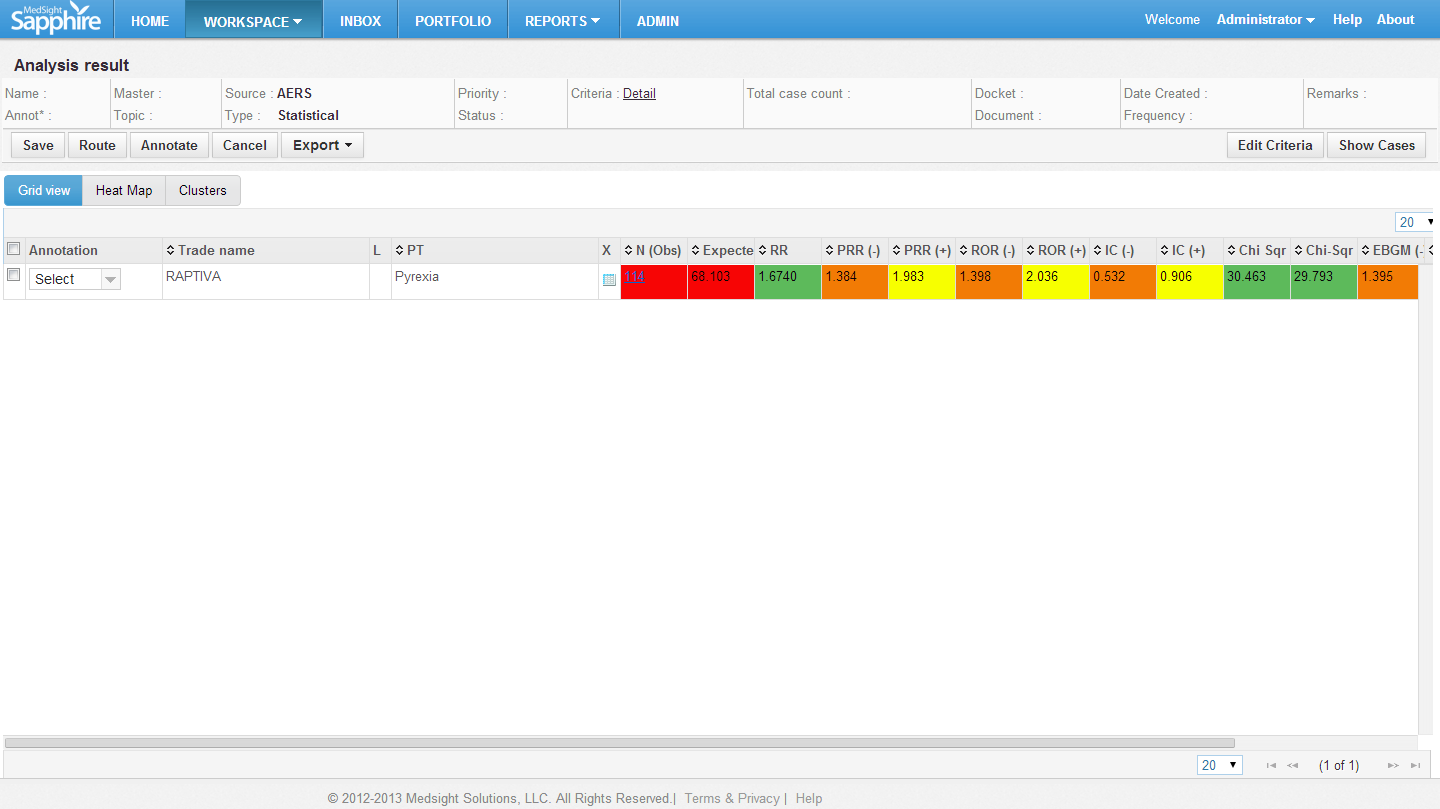 MedSight
Sapphire
HOME WORKSPACE INBOX PORTFOLIO REPORTS ADMIN Welcome Administrator Help About
Analysis result
Name : Master : Source : AERS Priority : Criteria : Detail Total case count : Docket : Date Created : Remarks :
Annot* : Topic : Type : Statistical Status : Document : Frequency :
Save Route Annotate Cancel Export Edit Criteria Show Cases
Grid view Heat Map Clusters
20
Annotation Trade name L PT X N (Obs) Expecte RR PRR (-) PRR (+) ROR (-) ROR (+) IC (-) IC (+) Chi Sqr Chi-Sqr EBGM (-
Select RAPTIVA Pyrexia 114 68.103 1.6740 1.384 1.983 1.398 2.036 0.532 0.906 30.463 29.793 1.395
20 (1 of 1)
© 2012-2013 Medsight Solutions, LLC. All Rights Reserved.| Terms & Privacy | Help